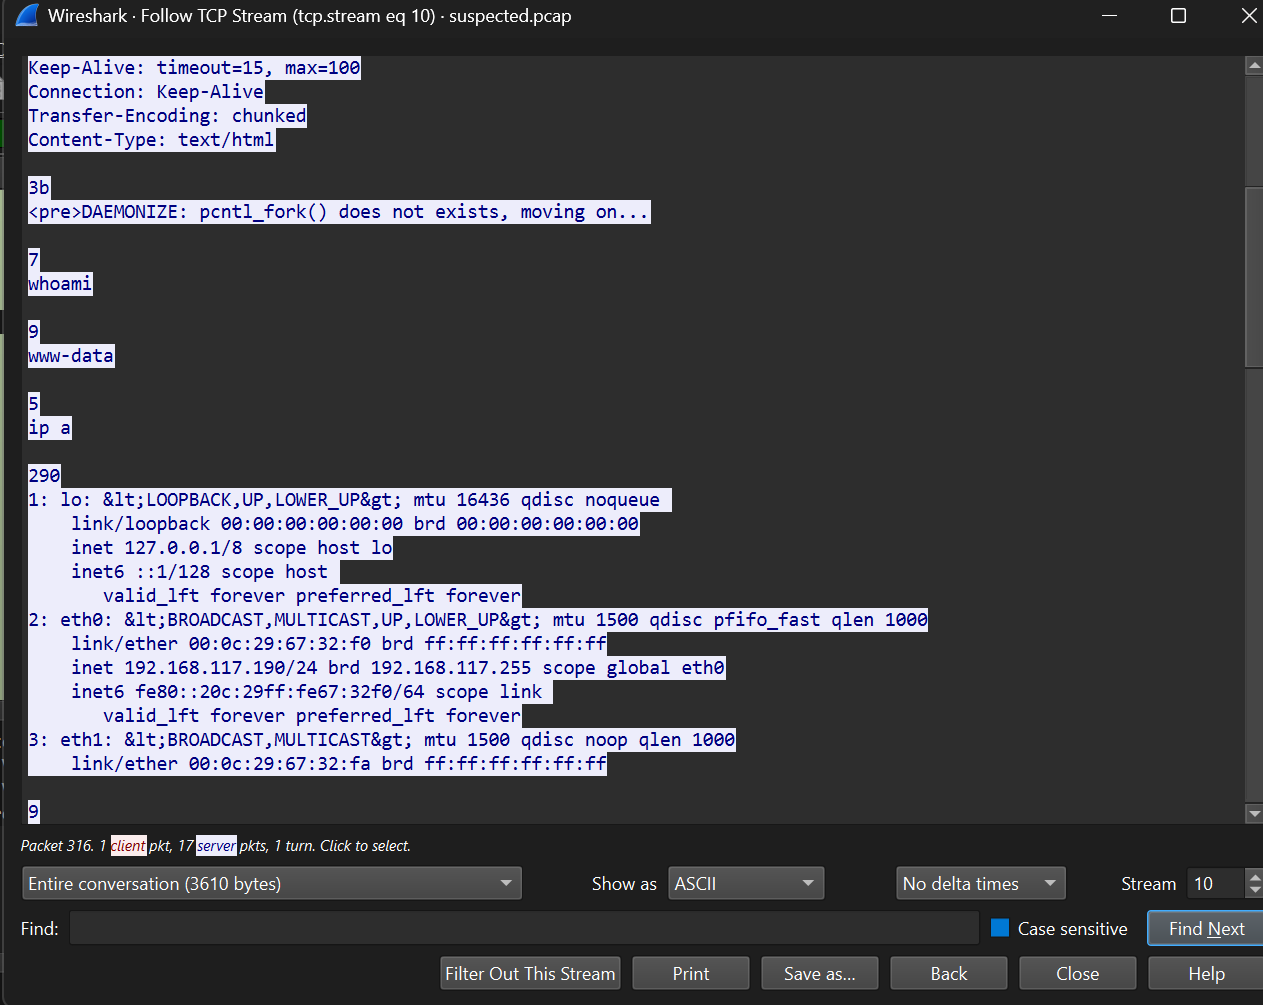 Wireshark · Follow TCP Stream (tcp.stream eq 10) · suspected.pcap
Keep-Alive: timeout=15, max=100
Connection: Keep-Alive
Transfer-Encoding: chunked
Content-Type: text/html
3b
<pre>DAEMONIZE: pcntl_fork() does not exists, moving on...
7
whoami
9
www-data
5
ip a
290
1: lo: &lt;LOOPBACK,UP,LOWER_UP&gt; mtu 16436 qdisc noqueue
link/loopback 00:00:00:00:00:00 brd 00:00:00:00:00:00
inet 127.0.0.1/8 scope host lo
inet6 ::1/128 scope host
valid_lft forever preferred_lft forever
2: eth0: &lt;BROADCAST,MULTICAST,UP,LOWER_UP&gt; mtu 1500 qdisc pfifo_fast qlen 1000
link/ether 00:0c:29:67:32:f0 brd ff:ff:ff:ff:ff:ff
inet 192.168.117.190/24 brd 192.168.117.255 scope global eth0
inet6 fe80::20c:29ff:fe67:32f0/64 scope link
valid_lft forever preferred_lft forever
3: eth1: &lt;BROADCAST,MULTICAST&gt; mtu 1500 qdisc noop qlen 1000
link/ether 00:0c:29:67:32:fa brd ff:ff:ff:ff:ff:ff
9
Packet 316. 1 client pkt, 17 server pkts, 1 turn. Click to select.
Entire conversation (3610 bytes) Show as ASCII No delta times Stream 10
Find: Case sensitive Find Next
Filter Out This Stream Print Save as... Back Close Help